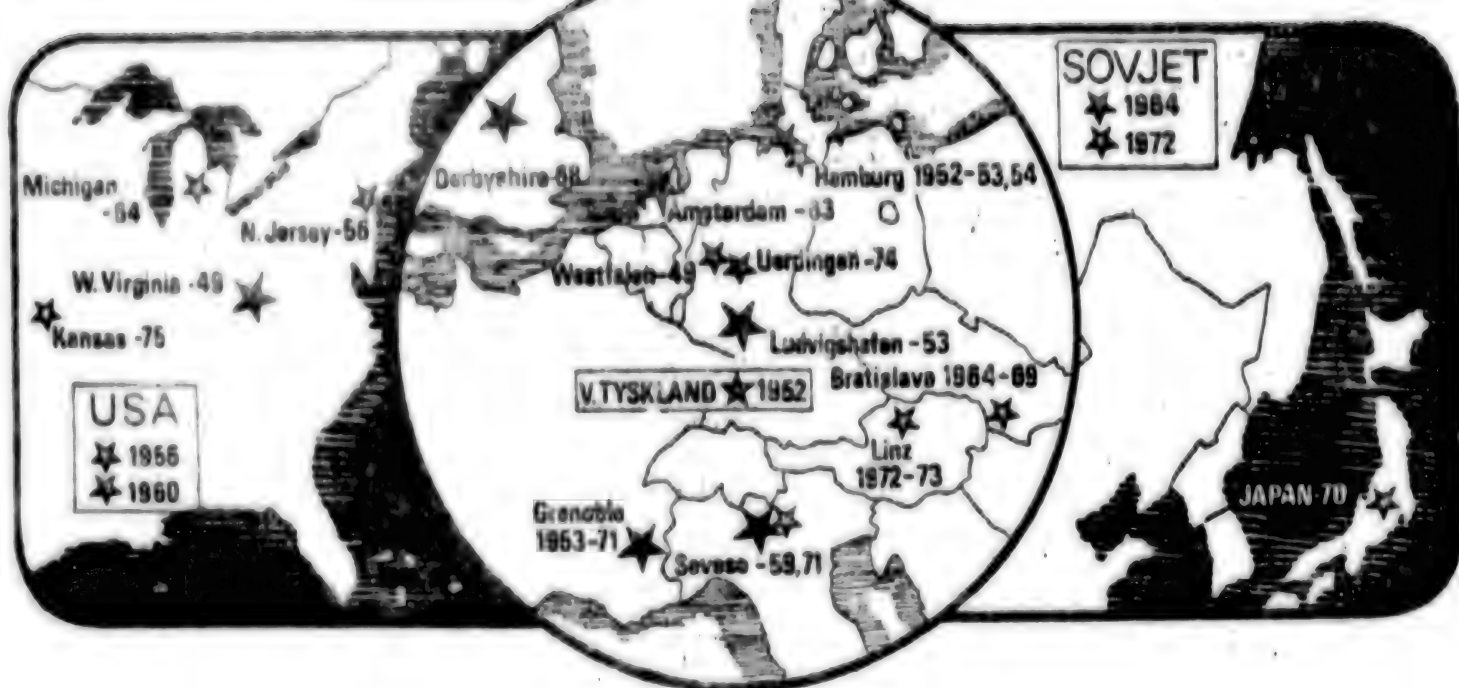 Michigan
-64
N. Jersey -56
W. Virginia -49
Kansas -75
USA
1956
1960
Derbyshire-68
Hamburg 1952-53,54
Amsterdam -63
Westfalen-49
Uerdingen -74
Ludvigshafen -53
V.TYSKLAND 1952
Bratislava 1964-69
Linz
1972-73
Grenoble
1953-71
Seveso -59,71
SOVJET
1964
1972
JAPAN-70